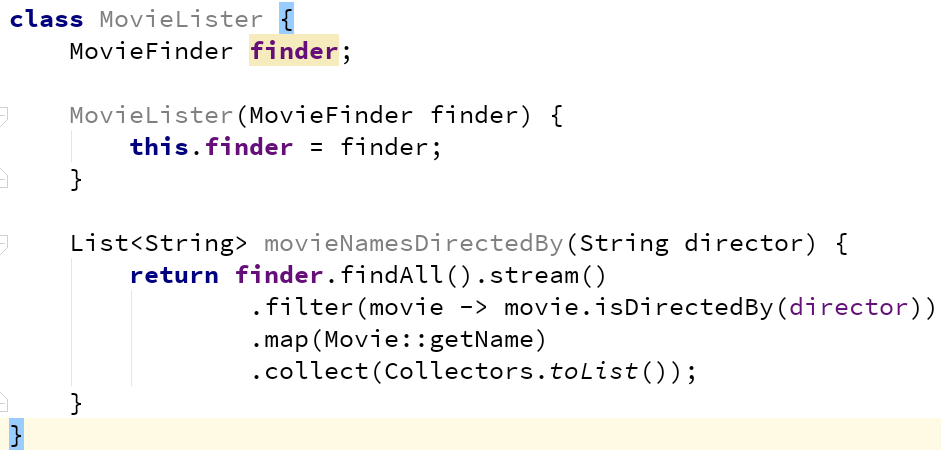 class MovieLister {
    MovieFinder finder;

    MovieLister(MovieFinder finder) {
        this.finder = finder;
    }

    List<String> movieNamesDirectedBy(String director) {
        return finder.findAll().stream()
                .filter(movie -> movie.isDirectedBy(director))
                .map(Movie::getName)
                .collect(Collectors.toList());
    }
}